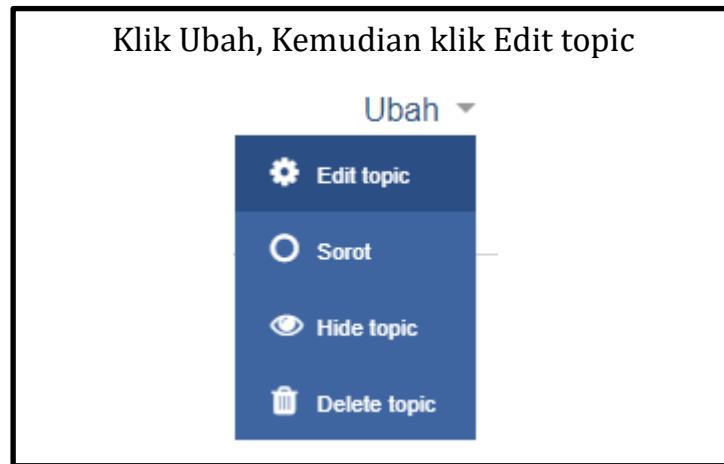 Klik Ubah, Kemudian klik Edit topic
Ubah
Edit topic
Sorot
Hide topic
Delete topic